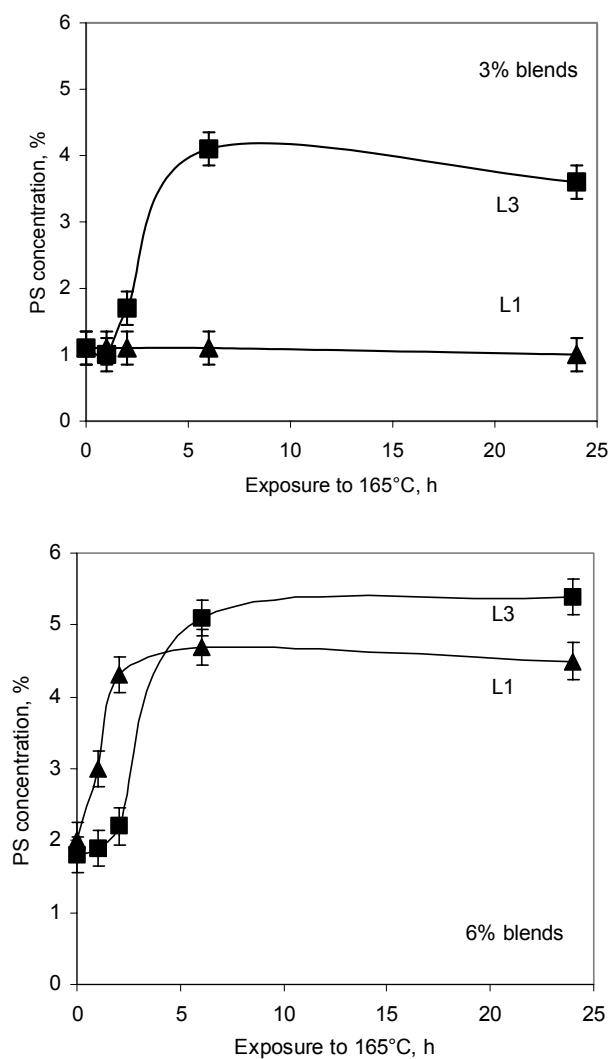 6
3% blends
5
PS concentration, %
4
L3
3
2
L1
1
0
0 5 10 15 20 25
Exposure to 165°C, h
6
5
L3
PS concentration, %
4
L1
3
2
1
6% blends
0
0 5 10 15 20 25
Exposure to 165°C, h